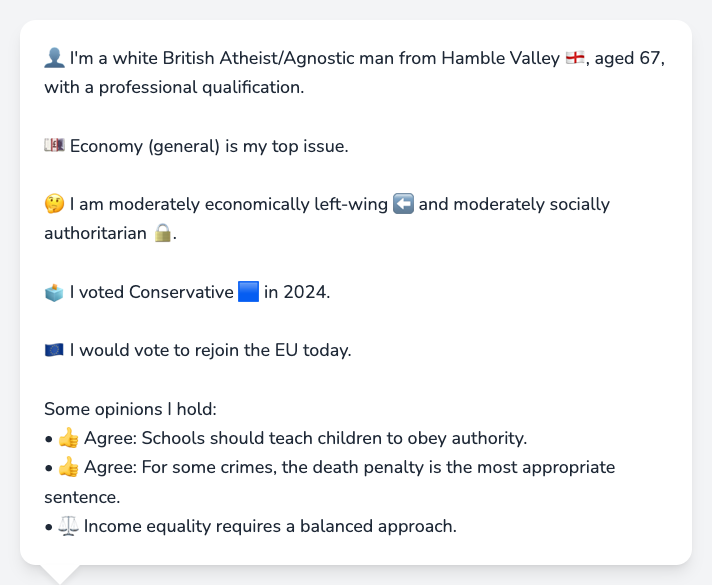 👤 I'm a white British Atheist/Agnostic man from Hamble Valley 🏴󠁧󠁢󠁥󠁮󠁧󠁿, aged 67,
with a professional qualification.
💷 Economy (general) is my top issue.
🤔 I am moderately economically left-wing ⬅️ and moderately socially
authoritarian 🔒.
🗳️ I voted Conservative 🟦 in 2024.
🇪🇺 I would vote to rejoin the EU today.
Some opinions I hold:
• 👍 Agree: Schools should teach children to obey authority.
• 👍 Agree: For some crimes, the death penalty is the most appropriate
sentence.
• ⚖️ Income equality requires a balanced approach.